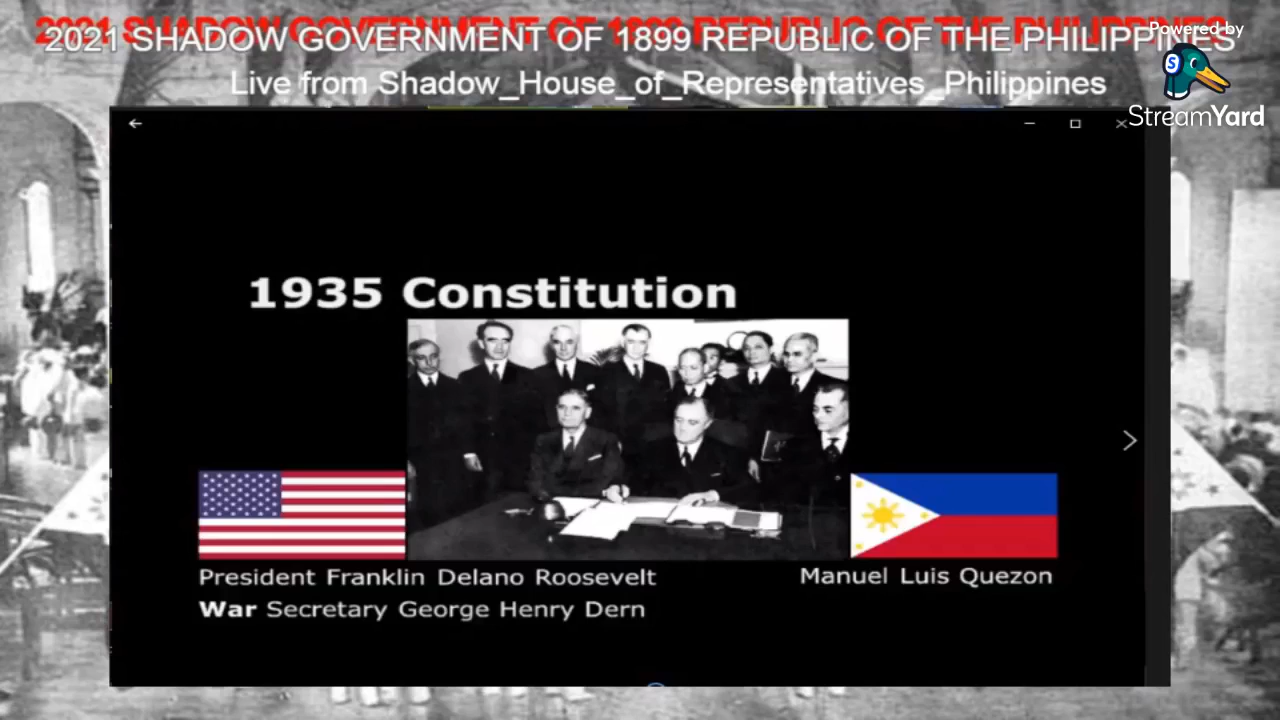 2021 SHADOW GOVERNMENT OF 1899 REPUBLIC OF THE PHILIPPINES
Powered by
Live from Shadow_House_of_Representatives_Philippines
S
StreamYard
1935 Constitution
President Franklin Delano Roosevelt
Manuel Luis Quezon
War Secretary George Henry Dern